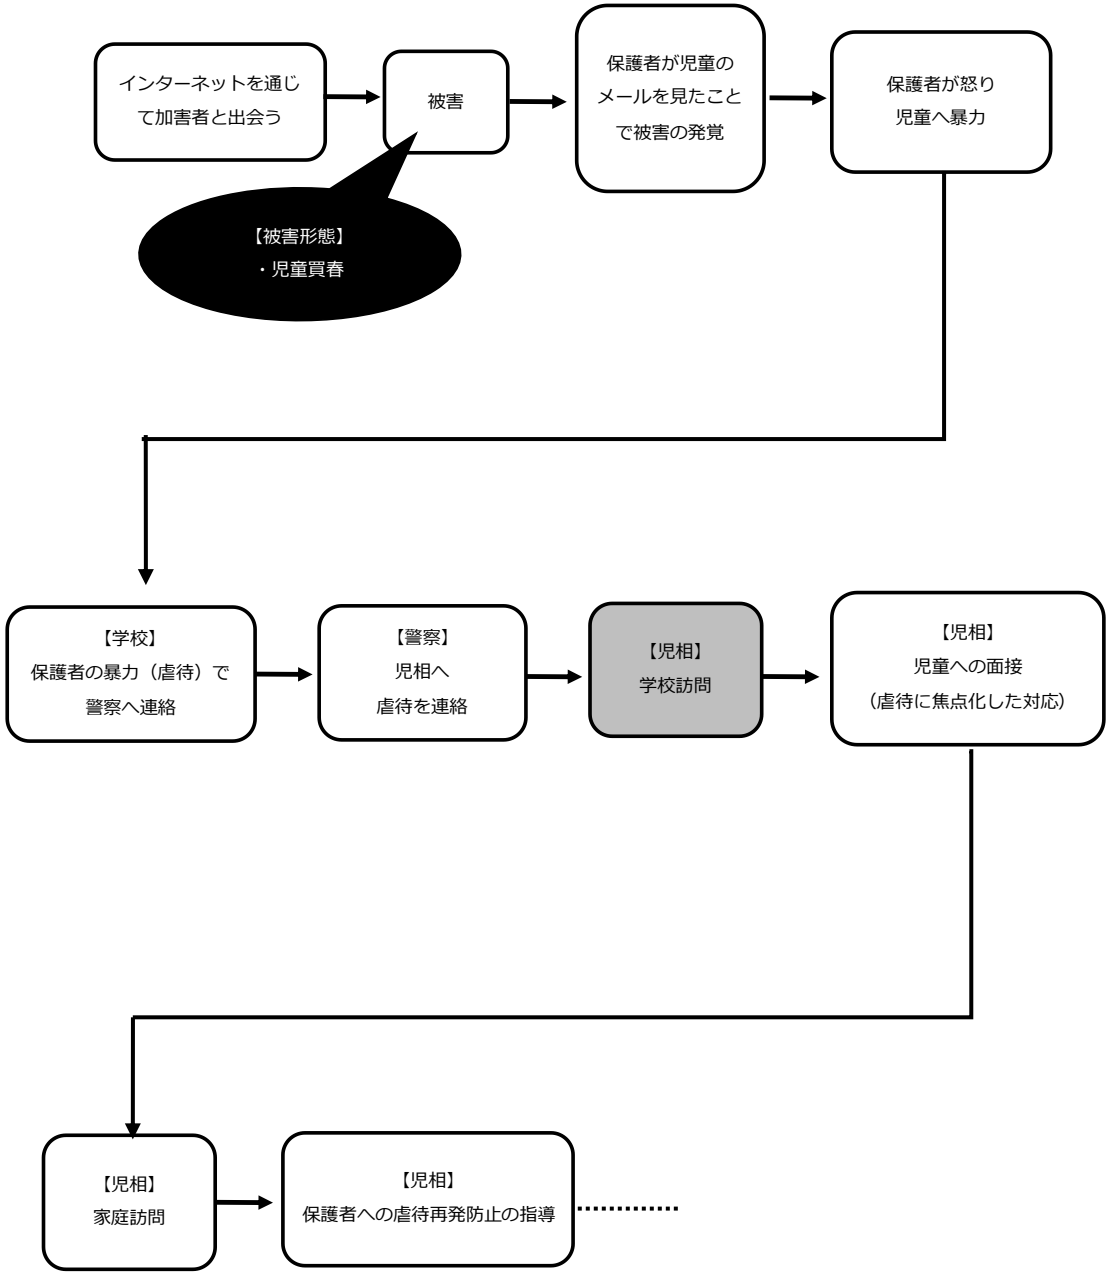 インターネットを通じ
て加害者と出会う
被害
保護者が児童の
メールを見たこと
で被害の発覚
保護者が怒り
児童へ暴力
【被害形態】
・児童買春
【学校】
保護者の暴力（虐待）で
警察へ連絡
【警察】
児相へ
虐待を連絡
【児相】
学校訪問
【児相】
児童への面接
（虐待に焦点化した対応）
【児相】
家庭訪問
【児相】
保護者への虐待再発防止の指導